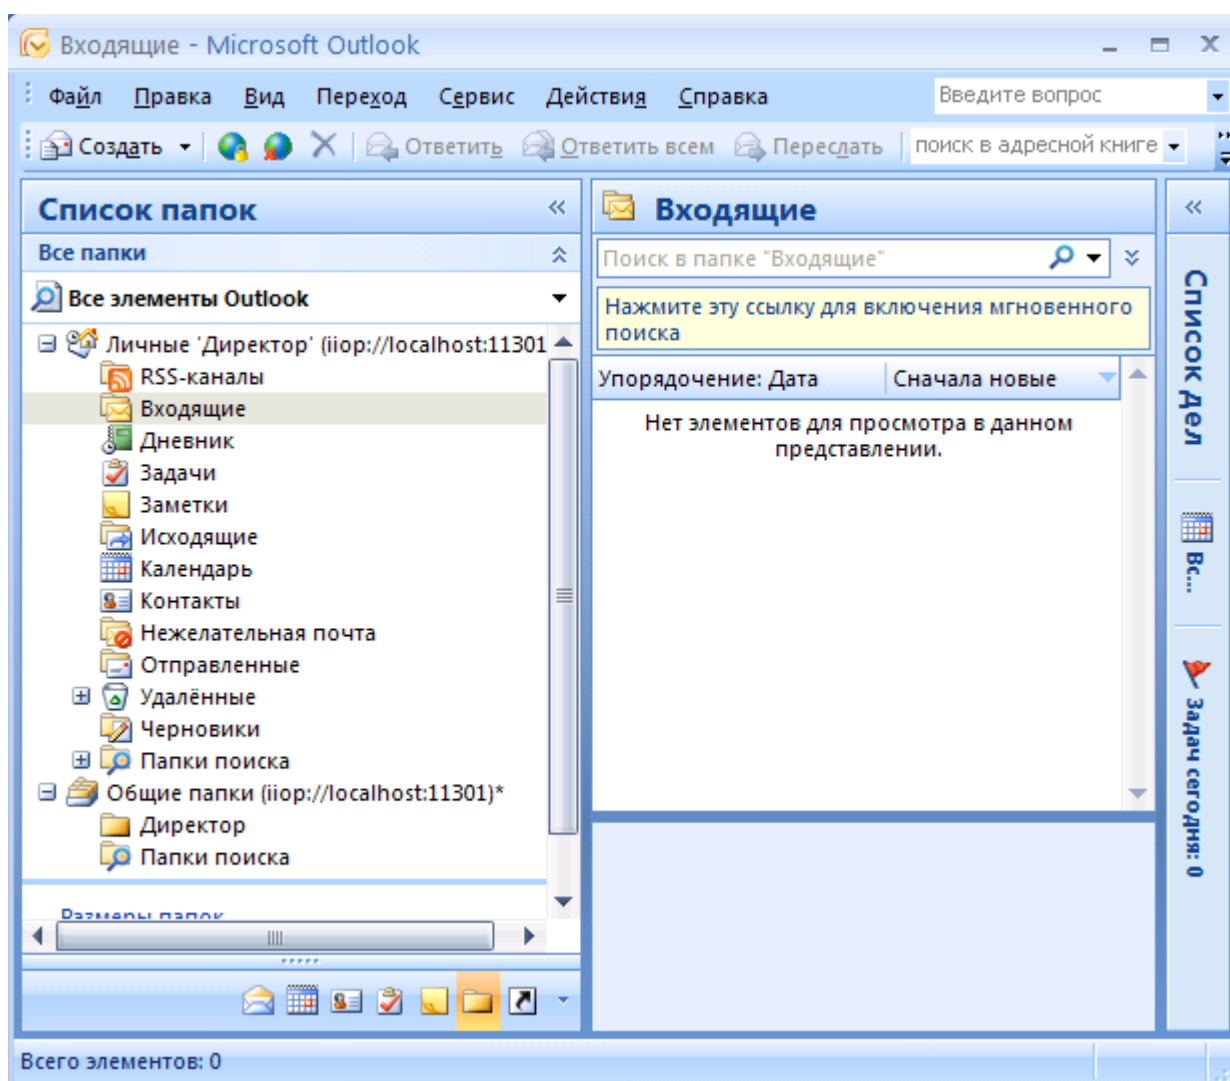 Входящие - Microsoft Outlook
Файл Правка Вид Переход Сервис Действия Справка Введите вопрос
Создать Ответить Ответить всем Переслать поиск в адресной книге
Список папок
Все папки
Все элементы Outlook
Личные 'Директор' (iiop://localhost:11301
RSS-каналы
Входящие
Дневник
Задачи
Заметки
Исходящие
Календарь
Контакты
Нежелательная почта
Отправленные
Удалённые
Черновики
Папки поиска
Общие папки (iiop://localhost:11301)*
Директор
Папки поиска
Размеры папок
Входящие
Поиск в папке "Входящие"
Нажмите эту ссылку для включения мгновенного
поиска
Упорядочение: Дата Сначала новые
Нет элементов для просмотра в данном
представлении.
Список дел
Вс...
Задач сегодня: 0
Всего элементов: 0